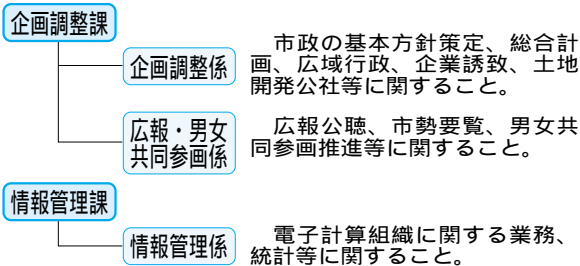 企画調整課
企画調整係
市政の基本方針策定、総合計
画、広域行政、企業誘致、土地
開発公社等に関すること。
広報・男女
共同参画係
広報公聴、市勢要覧、男女共
同参画推進等に関すること。
情報管理課
情報管理係
電子計算組織に関する業務、
統計等に関すること。